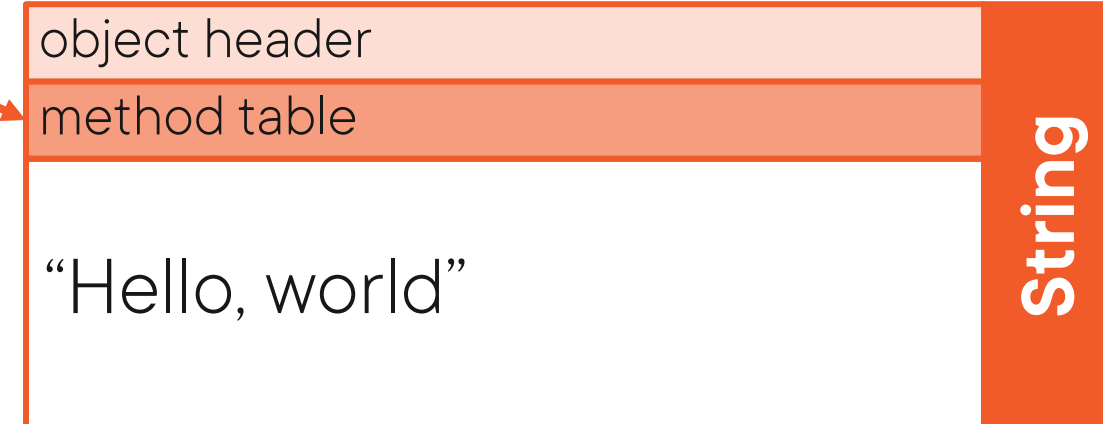 object header
method table
“Hello, world”
String